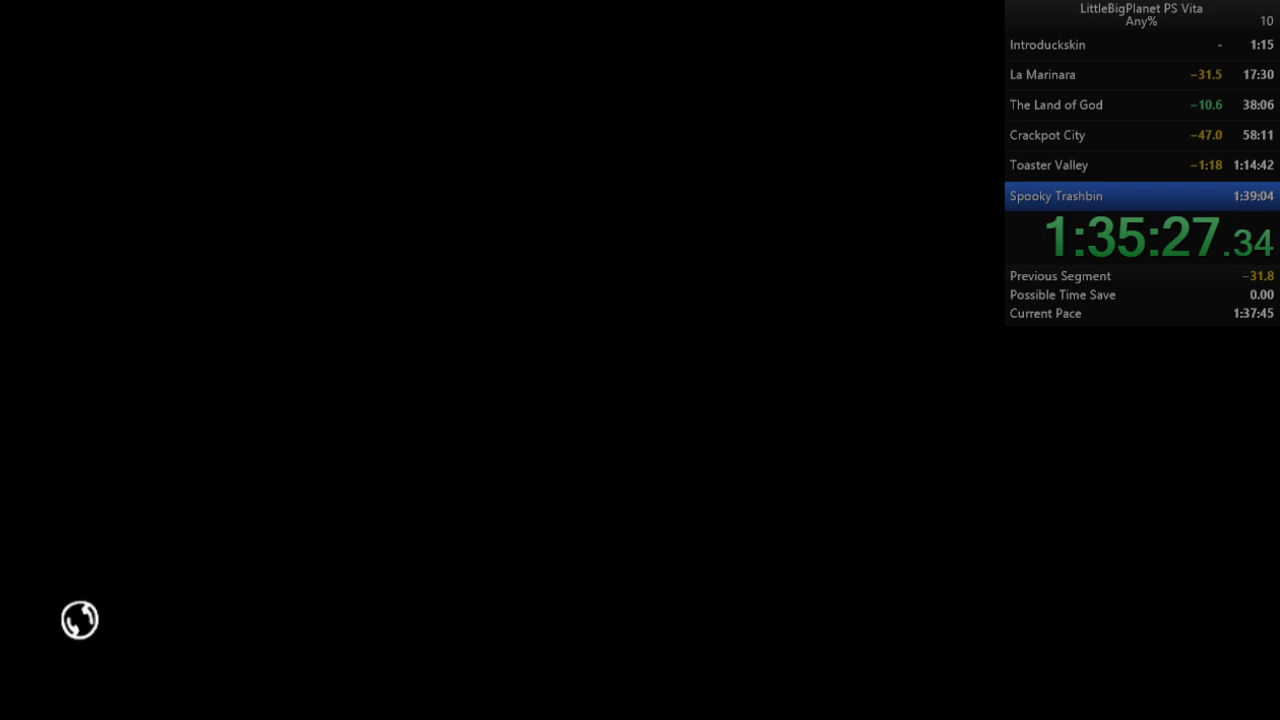 LittleBigPlanet PS Vita
Any% 10
Introduckskin - 1:15
La Marinara −31.5 17:30
The Land of God −10.6 38:06
Crackpot City −47.0 58:11
Toaster Valley −1:18 1:14:42
Spooky Trashbin 1:39:04
1:35:27.34
Previous Segment −31.8
Possible Time Save 0.00
Current Pace 1:37:45